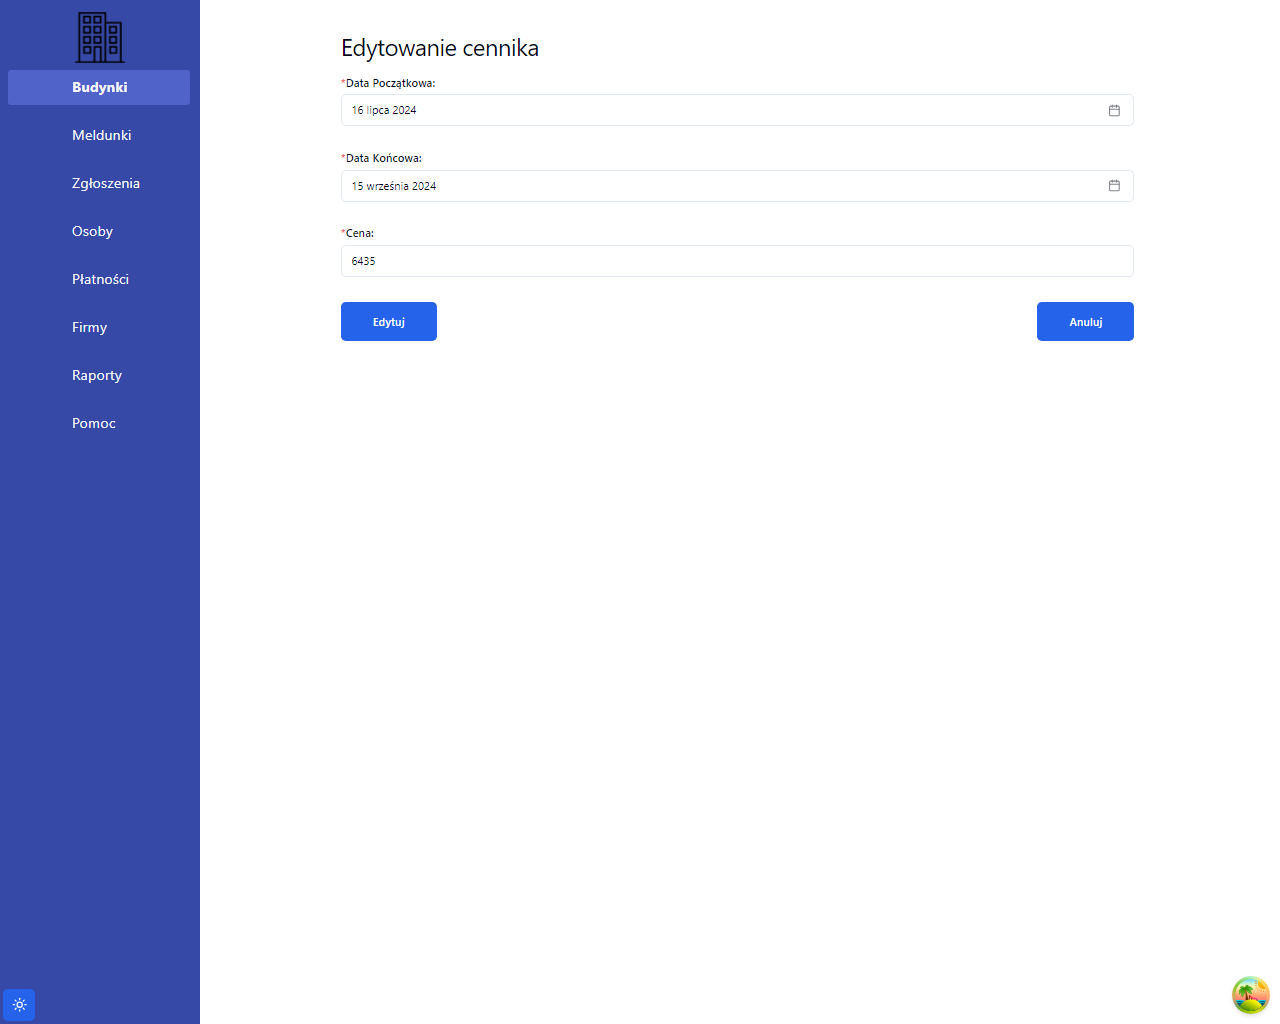 Budynki
Meldunki
Zgłoszenia
Osoby
Płatności
Firmy
Raporty
Pomoc
Edytowanie cennika
*Data Początkowa:
16 lipca 2024
*Data Końcowa:
15 września 2024
*Cena:
6435
Edytuj
Anuluj